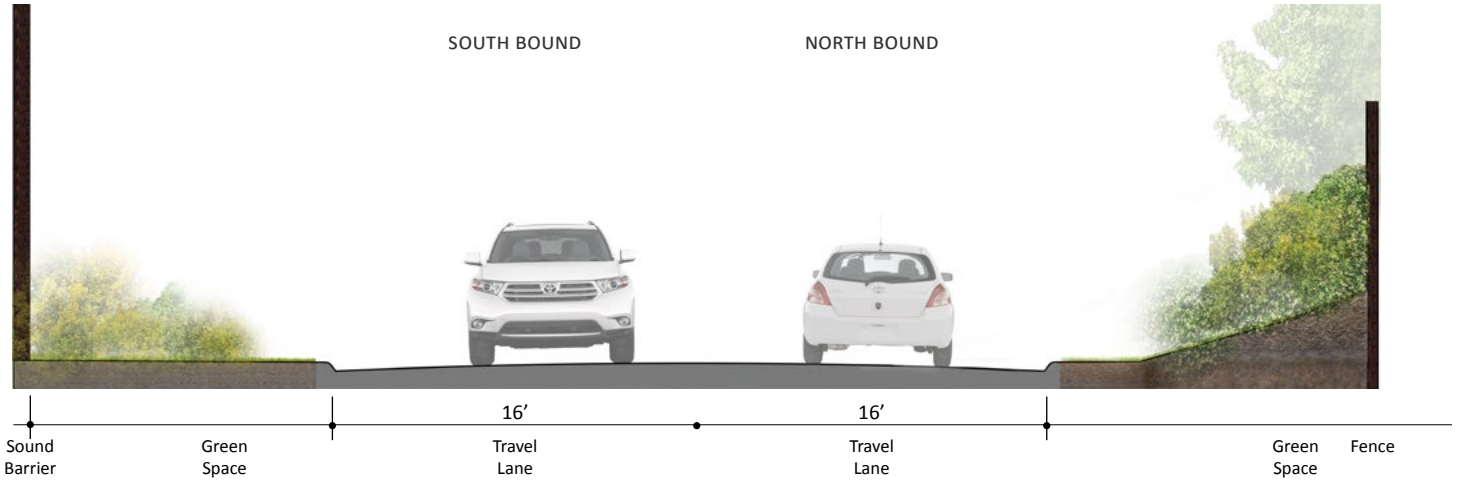 SOUTH BOUND
NORTH BOUND
16’
16’
Sound
Barrier
Green
Space
Travel
Lane
Travel
Lane
Green
Space
Fence